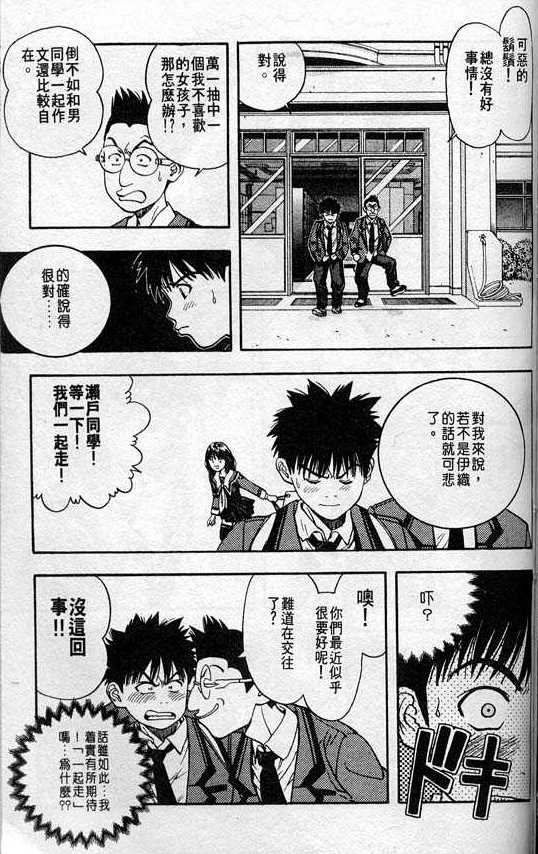 可惡的
鬍鬚！
總沒有好
事情！
說得
對。
萬一抽中一
個我不喜歡
的女孩子，
那怎麼辦!?
倒不如和男
同學一起作
文還比較自
在。
的確說得
很對……
對我來說，
若不是伊織
的話就可悲
了。
瀨戶同學！
等一下！
我們一起走！
吓？
ドキ
噢！
你們最近似乎
很要好呢！
難道在交往
了？
沒這回
事!!
話雖如此…我
着實有所期待
！「一起走」
嗎…為什麼??